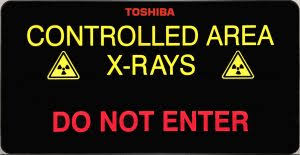 TOSHIBA
CONTROLLED AREA
X-RAYS
DO NOT ENTER